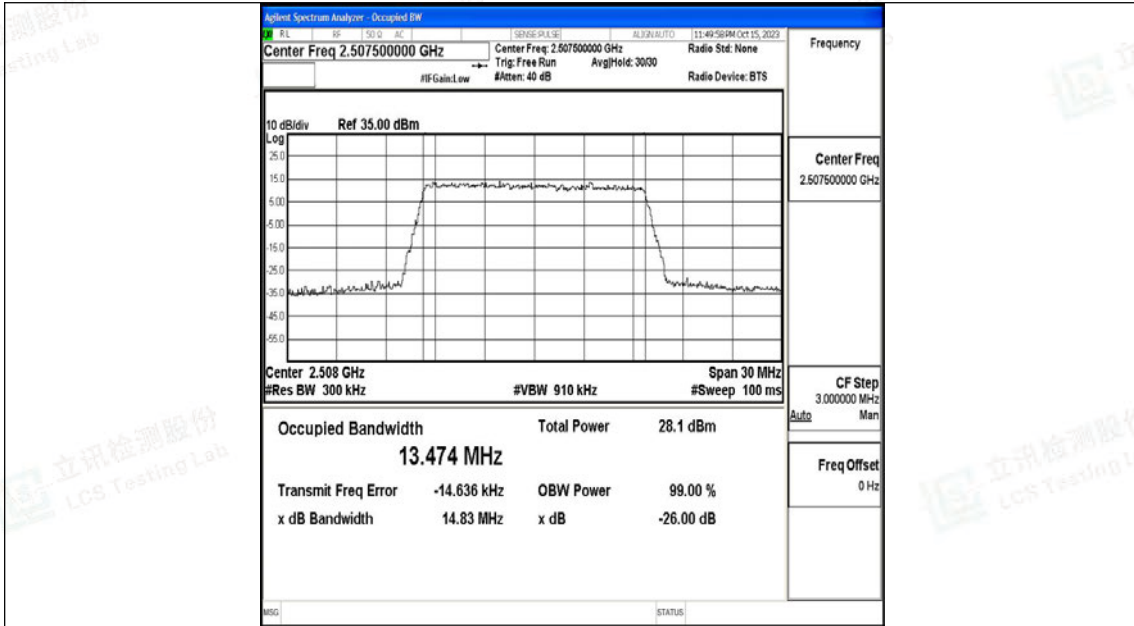 Agilent Spectrum Analyzer - Occupied BW
RL RF 50 Ω AC SENSE:PULSE ALIGNAUTO 11:49:58 PM Oct 15, 2023
Center Freq 2.507500000 GHz
Center Freq: 2.507500000 GHz
Radio Std: None
Trig: Free Run Avg|Hold: 30/30
#IFGain:Low #Atten: 40 dB Radio Device: BTS
10 dB/div Ref 35.00 dBm
Log
25.0
15.0
5.00
-5.00
-15.0
-25.0
-35.0
-45.0
-55.0
Center 2.508 GHz Span 30 MHz
#Res BW 300 kHz #VBW 910 kHz #Sweep 100 ms
Occupied Bandwidth Total Power 28.1 dBm
13.474 MHz
Transmit Freq Error -14.636 kHz OBW Power 99.00 %
x dB Bandwidth 14.83 MHz x dB -26.00 dB
MSG STATUS
Frequency
Center Freq
2.507500000 GHz
CF Step
3.000000 MHz
Auto Man
Freq Offset
0 Hz
立讯检测股份
LCS Testing Lab
立讯检测股份
LCS Testing